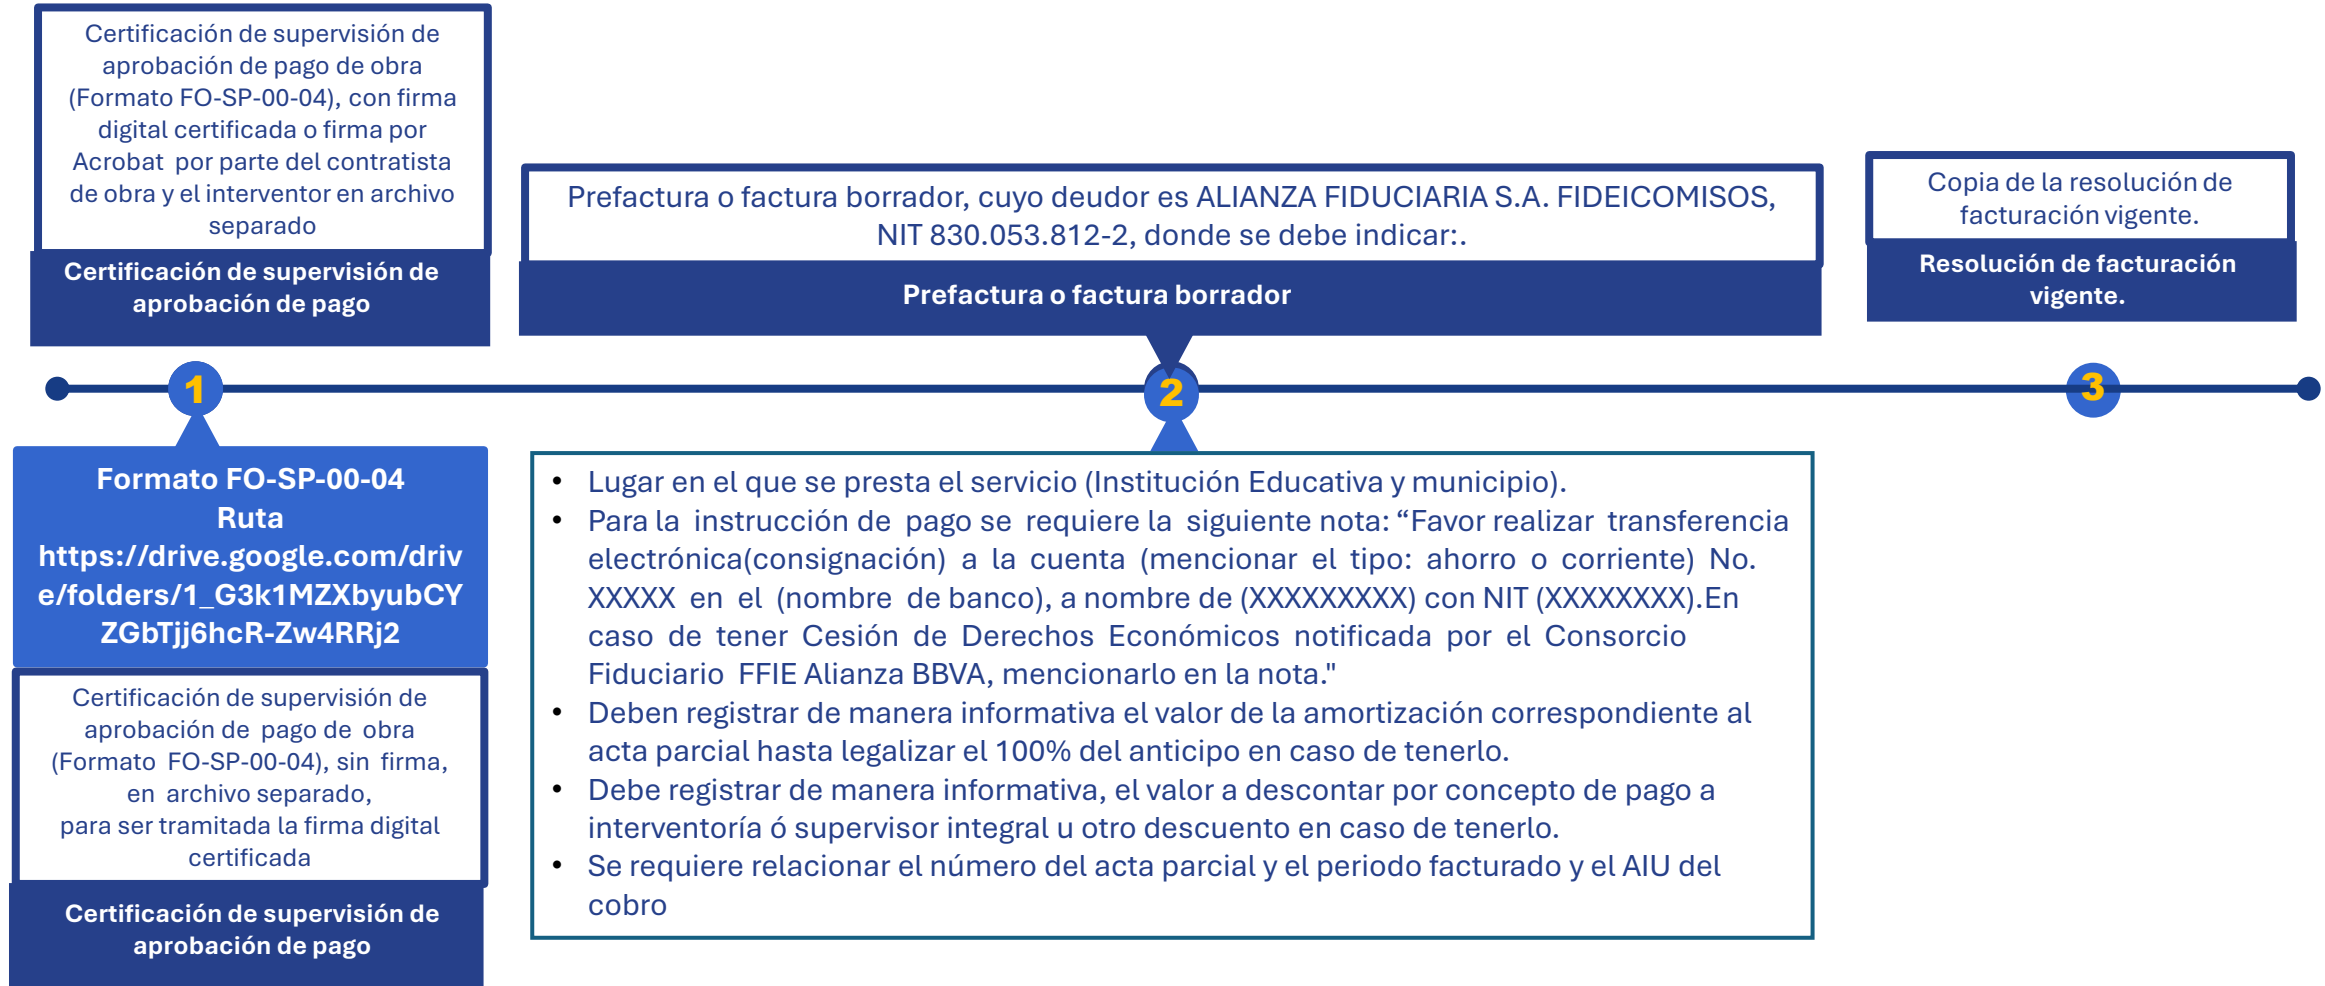 Certificación de supervisión de
aprobación de pago de obra
(Formato FO-SP-00-04), con firma
digital certificada o firma por
Acrobat por parte del contratista
de obra y el interventor en archivo
separado
Certificación de supervisión de
aprobación de pago
Prefactura o factura borrador, cuyo deudor es ALIANZA FIDUCIARIA S.A. FIDEICOMISOS,
NIT 830.053.812-2, donde se debe indicar:.
Prefactura o factura borrador
Copia de la resolución de
facturación vigente.
Resolución de facturación
vigente.
1
2
3
Formato FO-SP-00-04
Ruta
https://drive.google.com/driv
e/folders/1_G3k1MZXbyubCY
ZGbTjj6hcR-Zw4RRj2
Certificación de supervisión de
aprobación de pago de obra
(Formato FO-SP-00-04), sin firma,
en archivo separado,
para ser tramitada la firma digital
certificada
Certificación de supervisión de
aprobación de pago
• Lugar en el que se presta el servicio (Institución Educativa y municipio).
• Para la instrucción de pago se requiere la siguiente nota: “Favor realizar transferencia
electrónica(consignación) a la cuenta (mencionar el tipo: ahorro o corriente) No.
XXXXX en el (nombre de banco), a nombre de (XXXXXXXXX) con NIT (XXXXXXXX).En
caso de tener Cesión de Derechos Económicos notificada por el Consorcio
Fiduciario FFIE Alianza BBVA, mencionarlo en la nota."
• Deben registrar de manera informativa el valor de la amortización correspondiente al
acta parcial hasta legalizar el 100% del anticipo en caso de tenerlo.
• Debe registrar de manera informativa, el valor a descontar por concepto de pago a
interventoría ó supervisor integral u otro descuento en caso de tenerlo.
• Se requiere relacionar el número del acta parcial y el periodo facturado y el AIU del
cobro